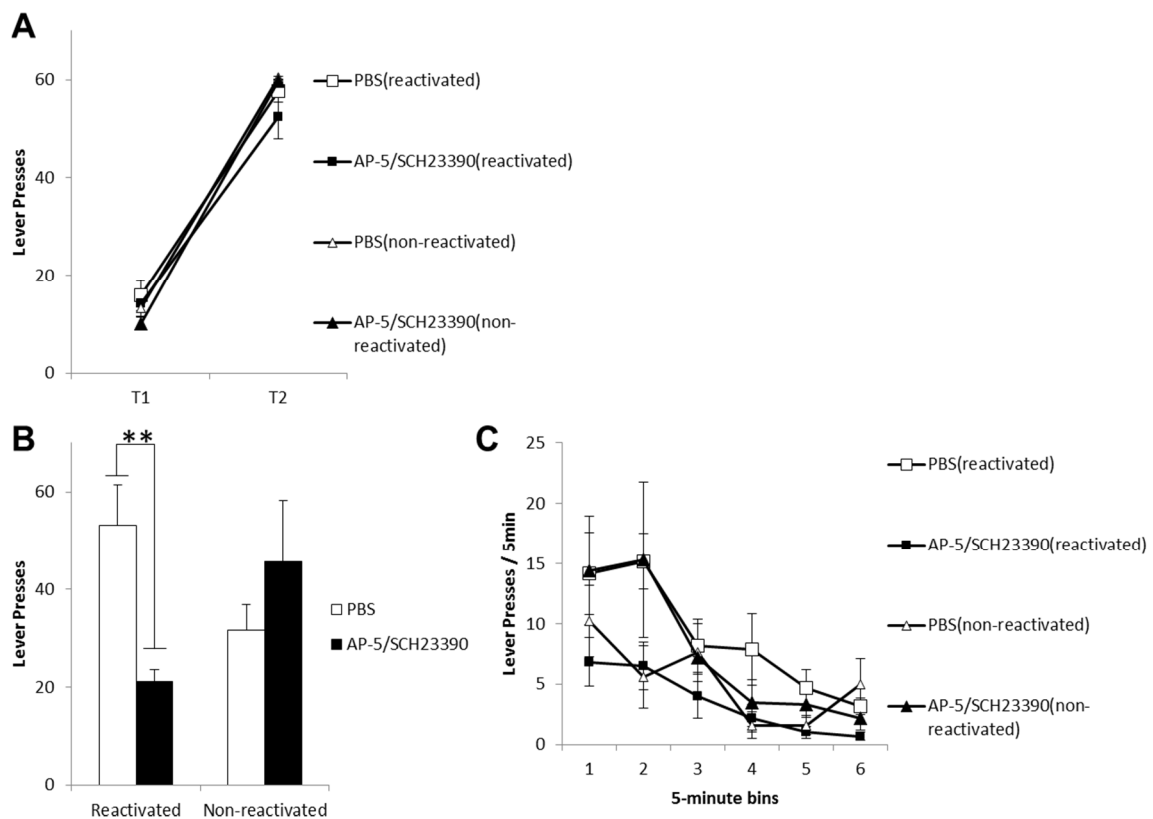 A
Lever Presses
60
40
20
0
T1 T2
PBS(reactivated)
AP-5/SCH23390(reactivated)
PBS(non-reactivated)
AP-5/SCH23390(non-
reactivated)
B
**
Lever Presses
60
40
20
0
Reactivated Non-reactivated
PBS
AP-5/SCH23390
C
Lever Presses / 5min
25
20
15
10
5
0
1 2 3 4 5 6
5-minute bins
PBS(reactivated)
AP-5/SCH23390(reactivated)
PBS(non-reactivated)
AP-5/SCH23390(non-
reactivated)